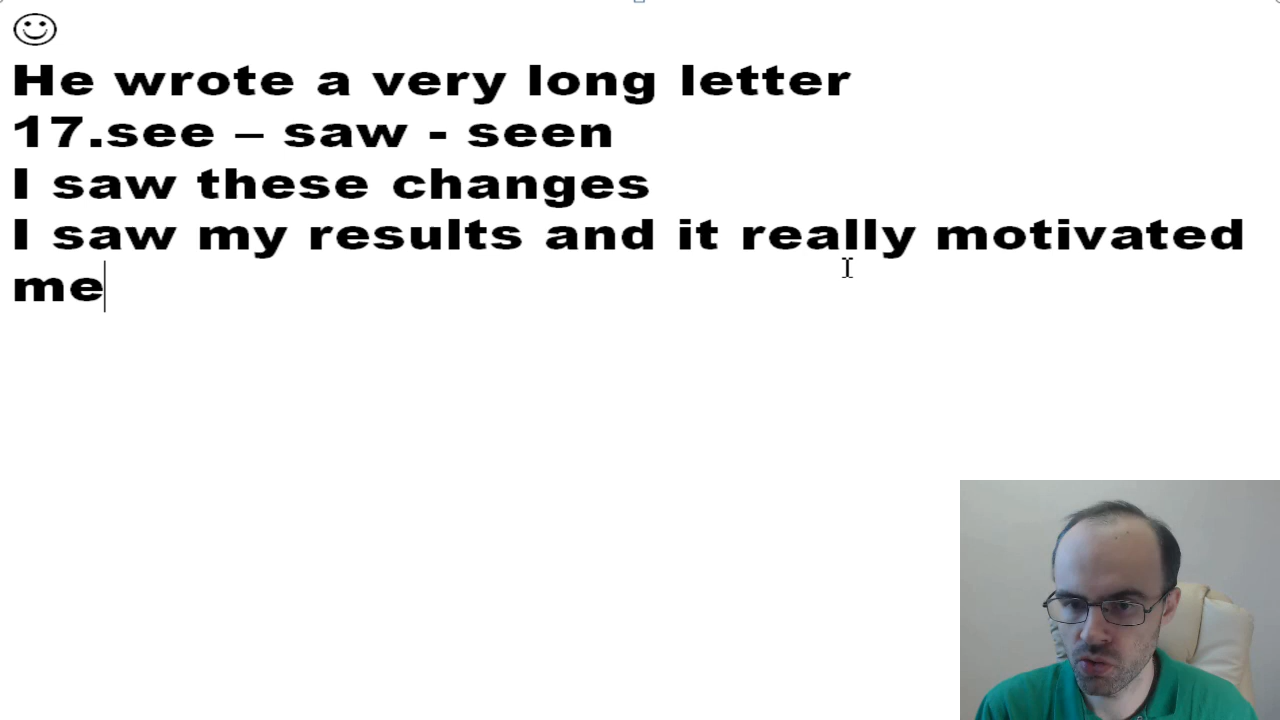 He wrote a very long letter
17.see – saw - seen
I saw these changes
I saw my results and it really motivated
me